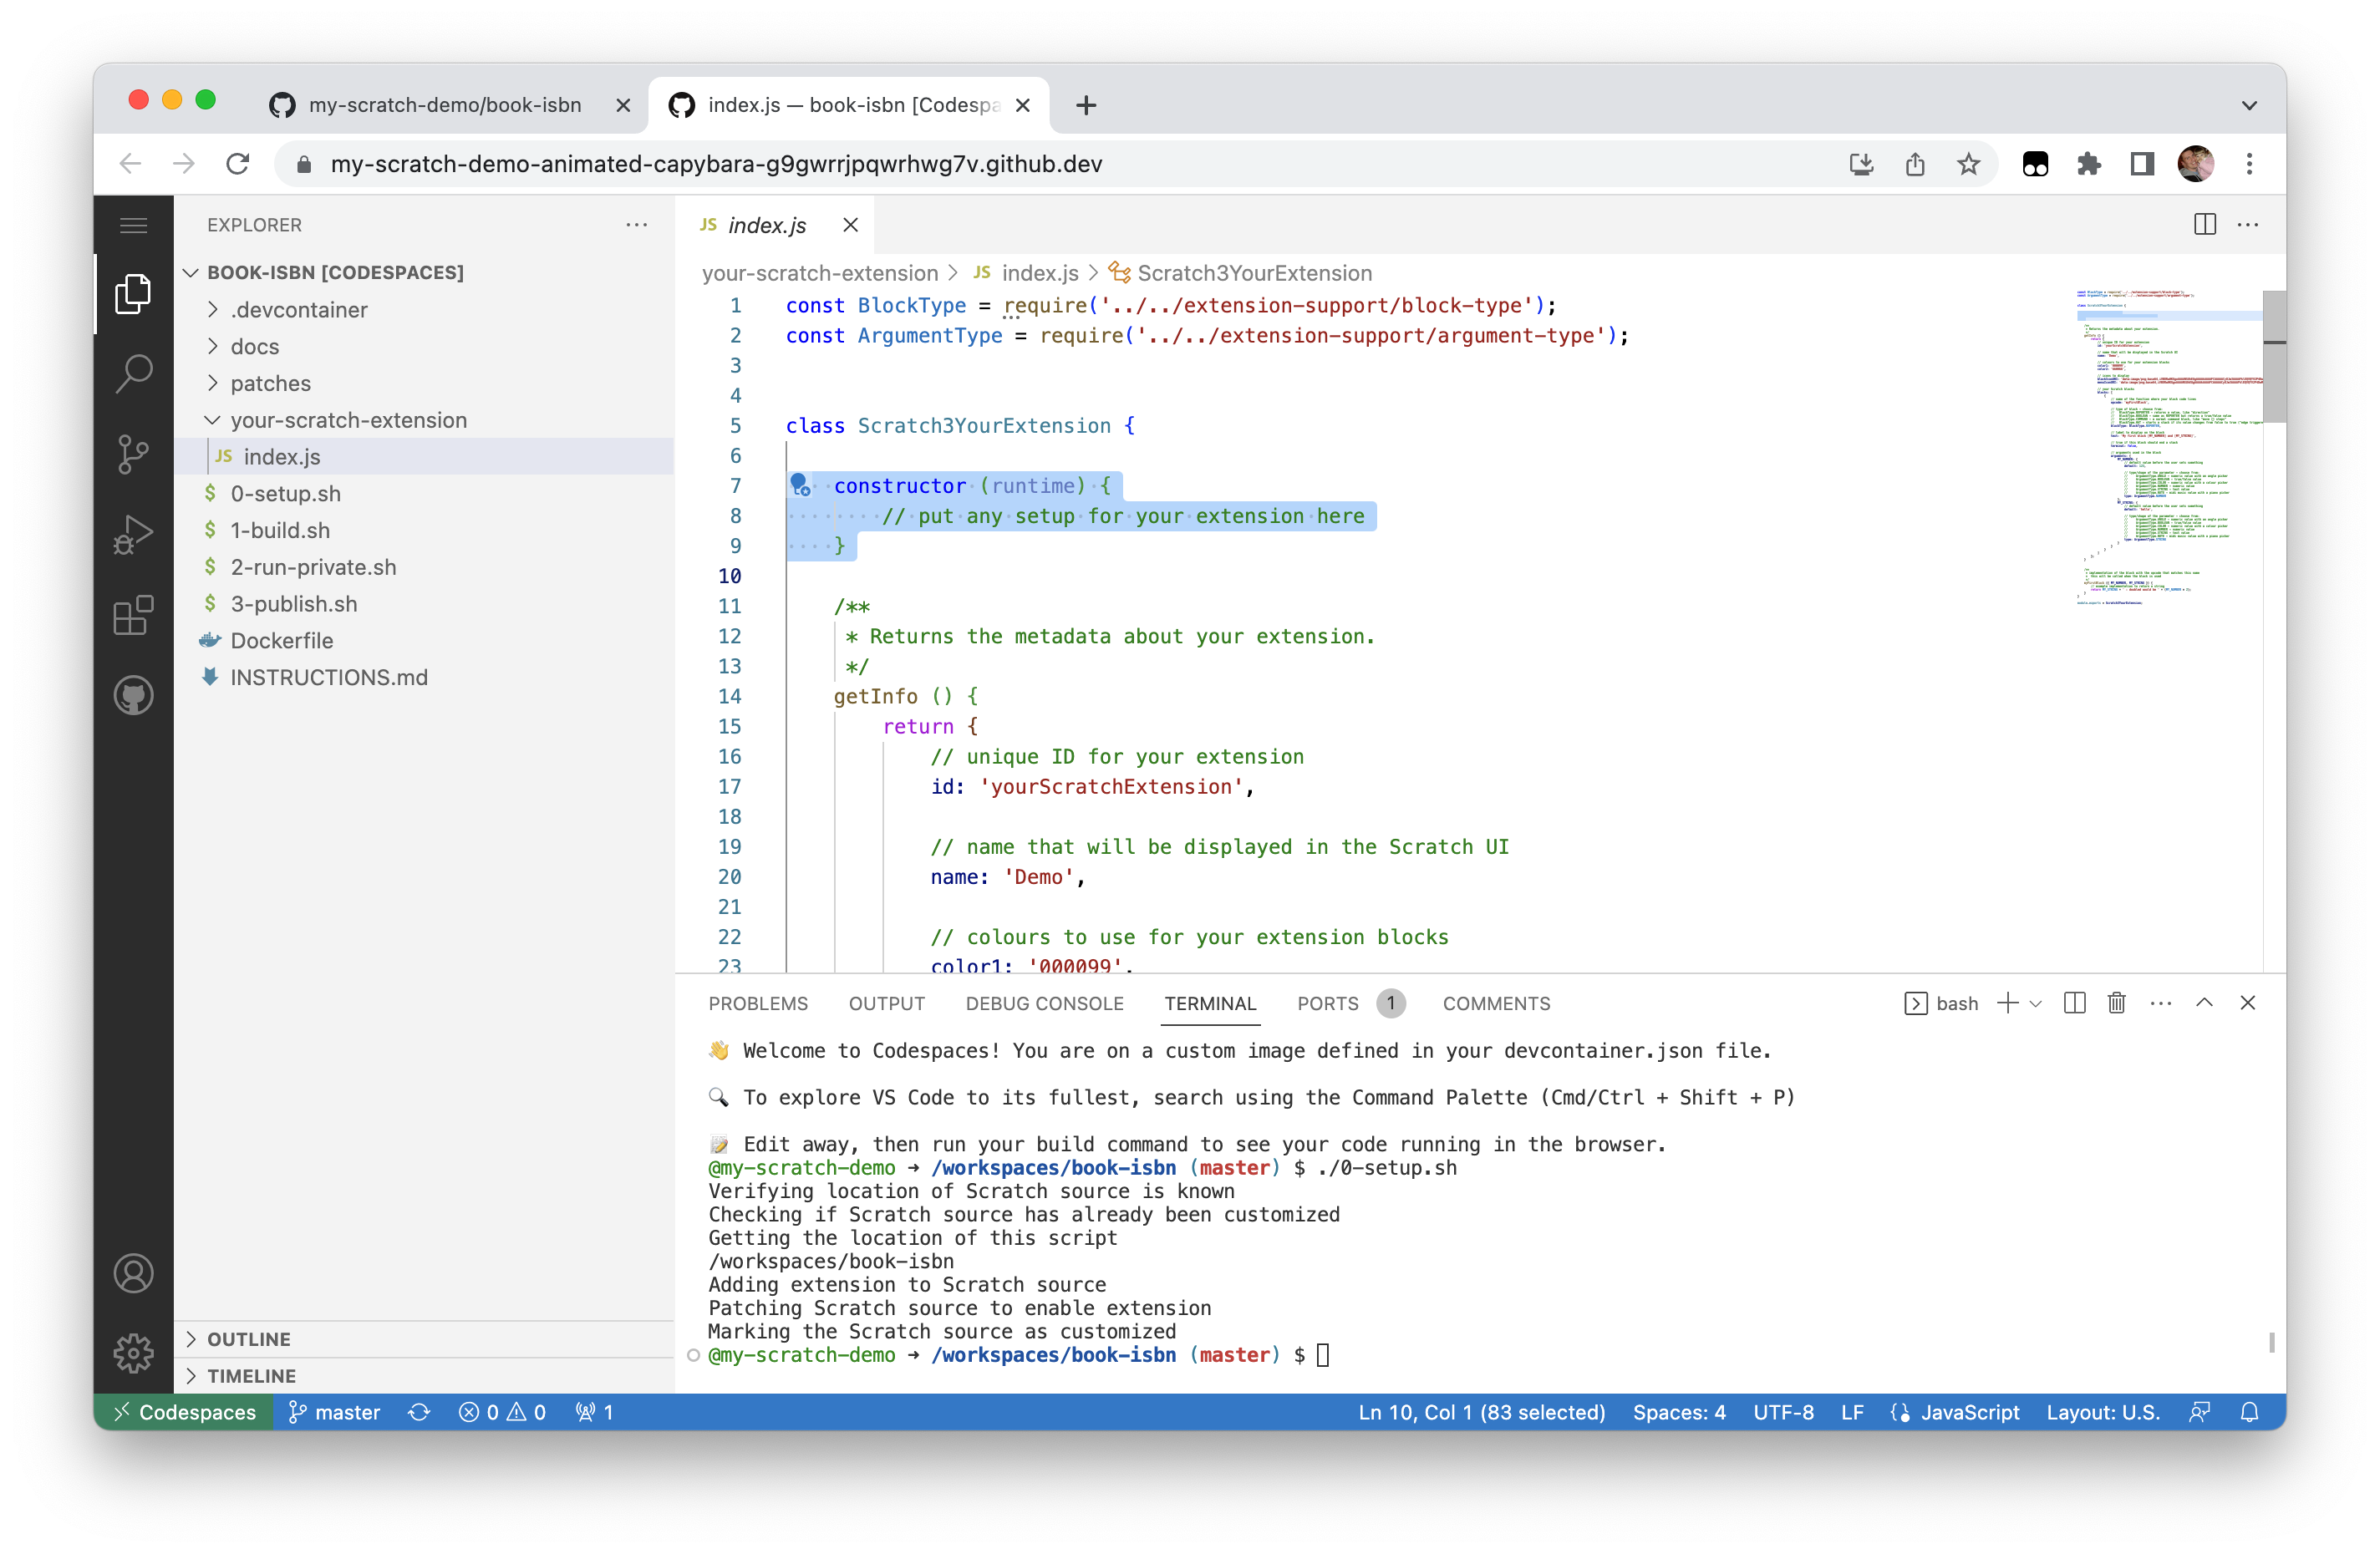 my-scratch-demo/book-isbn
index.js — book-isbn [Codespa
my-scratch-demo-animated-capybara-g9gwrrjpqwrhwg7v.github.dev
EXPLORER
BOOK-ISBN [CODESPACES]
.devcontainer
docs
patches
your-scratch-extension
JS index.js
$ 0-setup.sh
$ 1-build.sh
$ 2-run-private.sh
$ 3-publish.sh
Dockerfile
INSTRUCTIONS.md
OUTLINE
TIMELINE
JS index.js
your-scratch-extension > JS index.js > Scratch3YourExtension
1 const BlockType = require('../../extension-support/block-type');
2 const ArgumentType = require('../../extension-support/argument-type');
3
4
5 class Scratch3YourExtension {
6
7 constructor (runtime) {
8 // put any setup for your extension here
9 }
10
11 /**
12 * Returns the metadata about your extension.
13 */
14 getInfo () {
15 return {
16 // unique ID for your extension
17 id: 'yourScratchExtension',
18
19 // name that will be displayed in the Scratch UI
20 name: 'Demo',
21
22 // colours to use for your extension blocks
23 color1: '000099',
PROBLEMS OUTPUT DEBUG CONSOLE TERMINAL PORTS 1 COMMENTS
bash
👋 Welcome to Codespaces! You are on a custom image defined in your devcontainer.json file.
🔍 To explore VS Code to its fullest, search using the Command Palette (Cmd/Ctrl + Shift + P)
📝 Edit away, then run your build command to see your code running in the browser.
@my-scratch-demo ➜ /workspaces/book-isbn (master) $ ./0-setup.sh
Verifying location of Scratch source is known
Checking if Scratch source has already been customized
Getting the location of this script
/workspaces/book-isbn
Adding extension to Scratch source
Patching Scratch source to enable extension
Marking the Scratch source as customized
@my-scratch-demo ➜ /workspaces/book-isbn (master) $
Codespaces master 0 0 1 Ln 10, Col 1 (83 selected) Spaces: 4 UTF-8 LF JavaScript Layout: U.S.